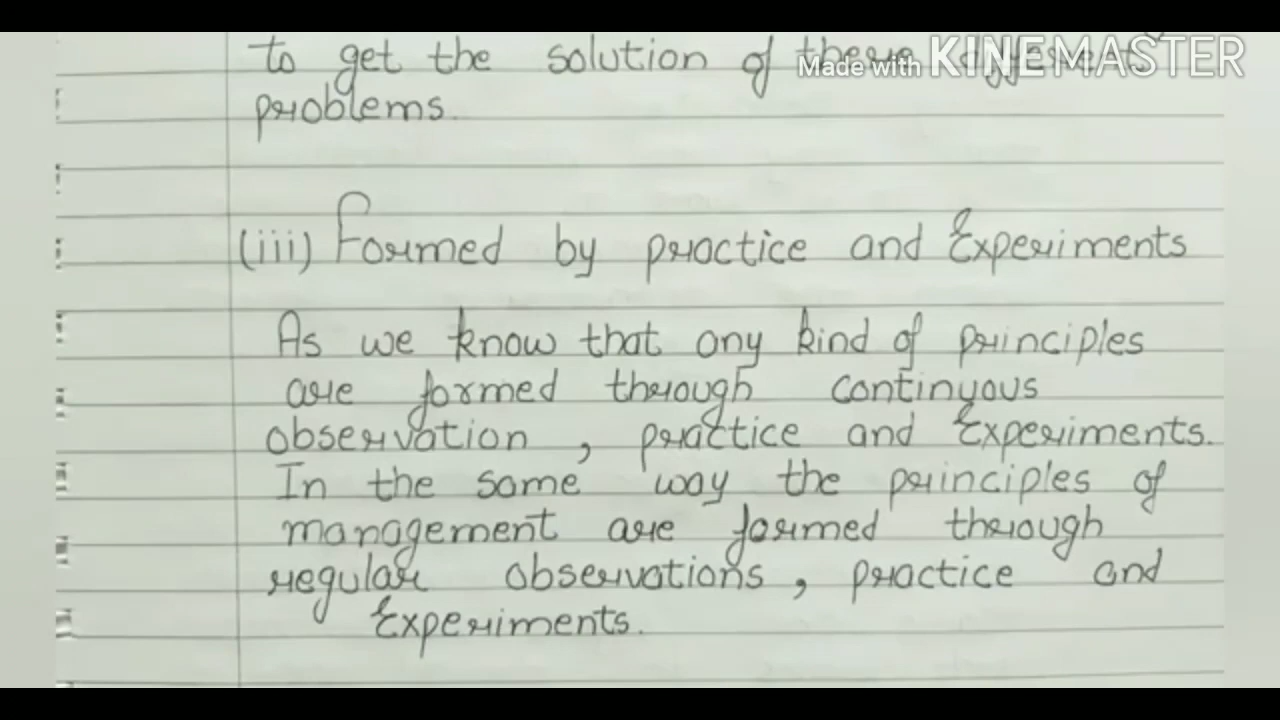 to get the solution of these
Made with KINEMASTER
problems.
(iii) Formed by practice and Experiments
As we know that any kind of principles
are formed through continuous
observation , practice and Experiments.
In the same way the principles of
management are formed through
regular observations , practice and
Experiments.